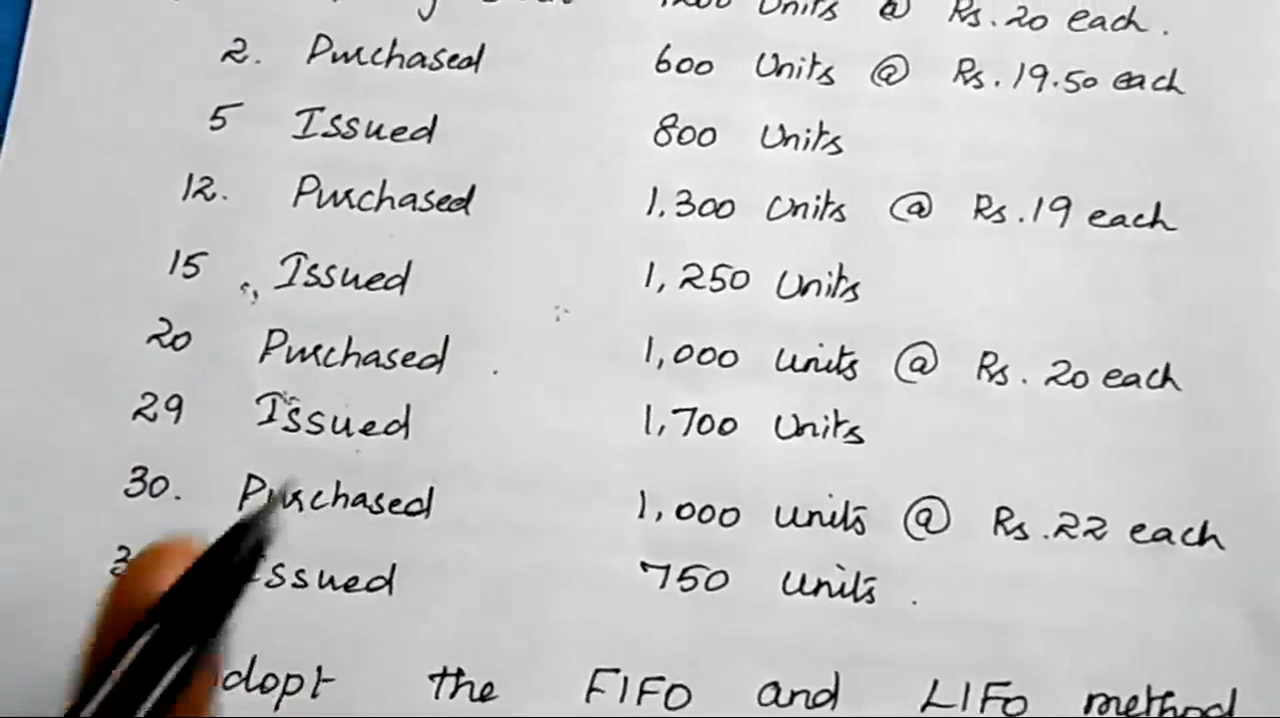 Units @ Rs.20 each.
2. Purchased 600 Units @ Rs.19.50 each
5 Issued 800 Units
12. Purchased 1,300 Units @ Rs.19 each
15 Issued 1,250 Units
20 Purchased 1,000 units @ Rs.20 each
29 Issued 1,700 Units
30. Purchased 1,000 units @ Rs.22 each
Issued 750 units.
the FIFO and LIFO method